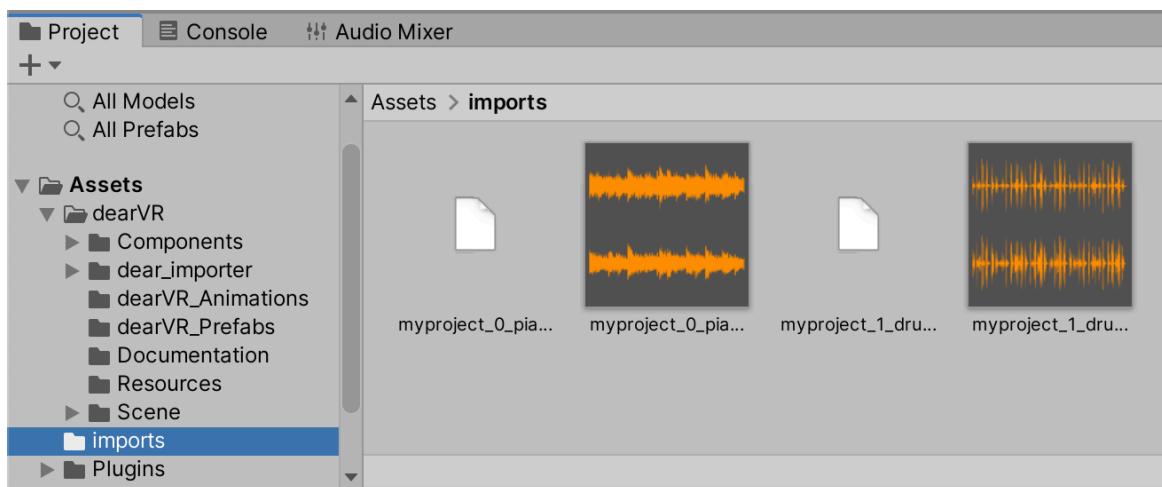 Project Console Audio Mixer
All Models
All Prefabs
Assets
dearVR
Components
dear_importer
dearVR_Animations
dearVR_Prefabs
Documentation
Resources
Scene
imports
Plugins
Assets > imports
myproject_0_pia...
myproject_0_pia...
myproject_1_dru...
myproject_1_dru...